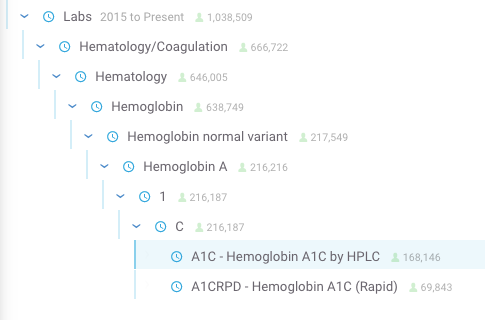 Labs 2015 to Present 1,038,509
Hematology/Coagulation 666,722
Hematology 646,005
Hemoglobin 638,749
Hemoglobin normal variant 217,549
Hemoglobin A 216,216
1 216,187
C 216,187
A1C - Hemoglobin A1C by HPLC 168,146
A1CRPD - Hemoglobin A1C (Rapid) 69,843